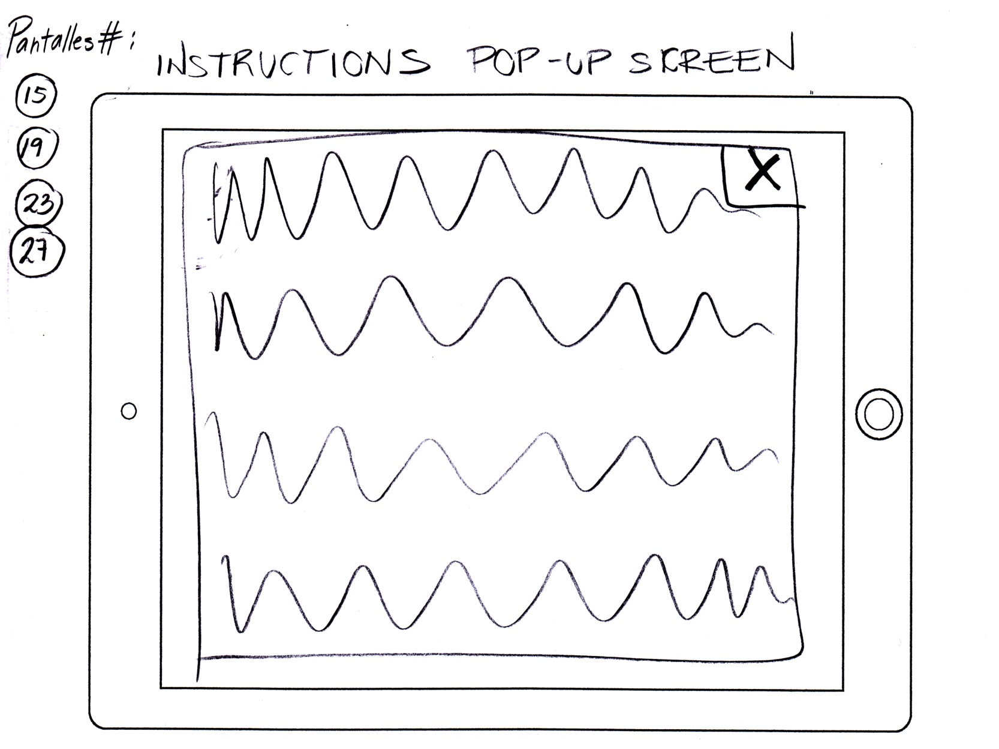 Pantalles #:
INSTRUCTIONS POP-UP SCREEN
15
19
23
27
X